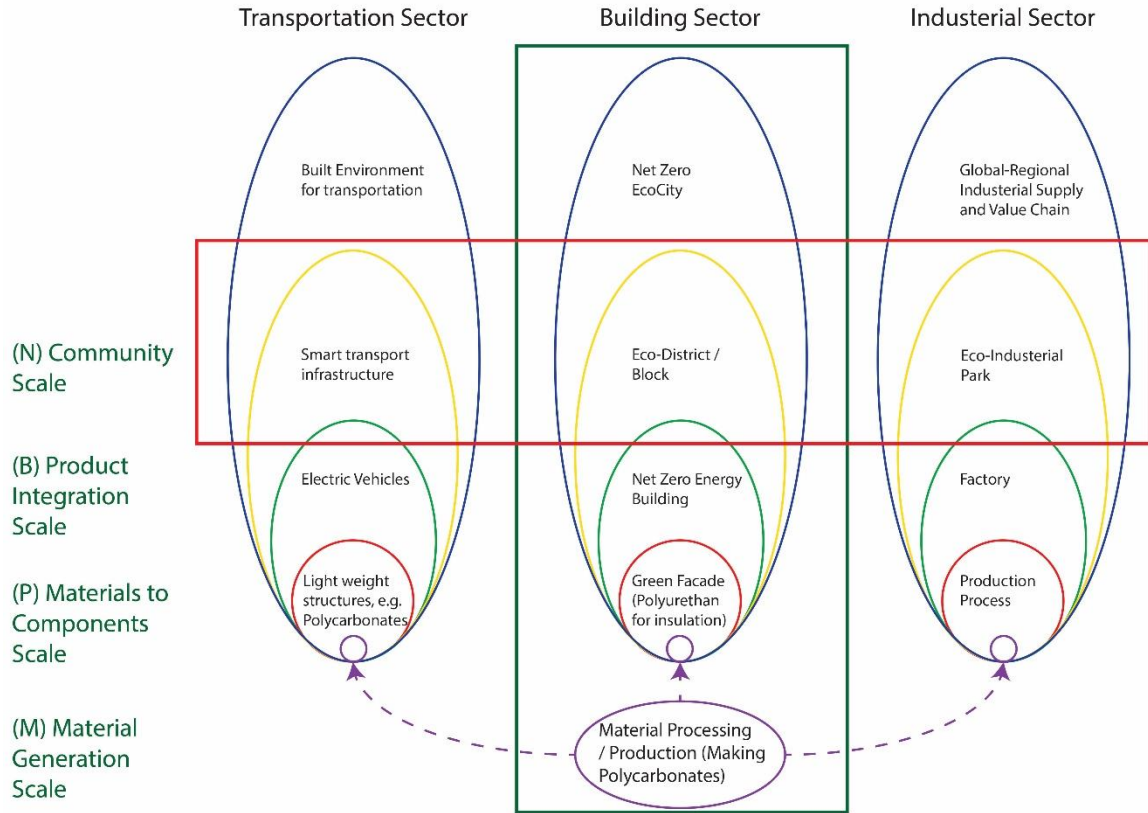 Transportation Sector
Building Sector
Industerial Sector
Built Environment
for transportation
Net Zero
EcoCity
Global-Regional
Industerial Supply
and Value Chain
(N) Community
Scale
Smart transport
infrastructure
Eco-District /
Block
Eco-Industerial
Park
(B) Product
Integration
Scale
Electric Vehicles
Net Zero Energy
Building
Factory
(P) Materials to
Components
Scale
Light weight
structures, e.g.
Polycarbonates
Green Facade
(Polyurethan
for insulation)
Production
Process
(M) Material
Generation
Scale
Material Processing
/ Production (Making
Polycarbonates)